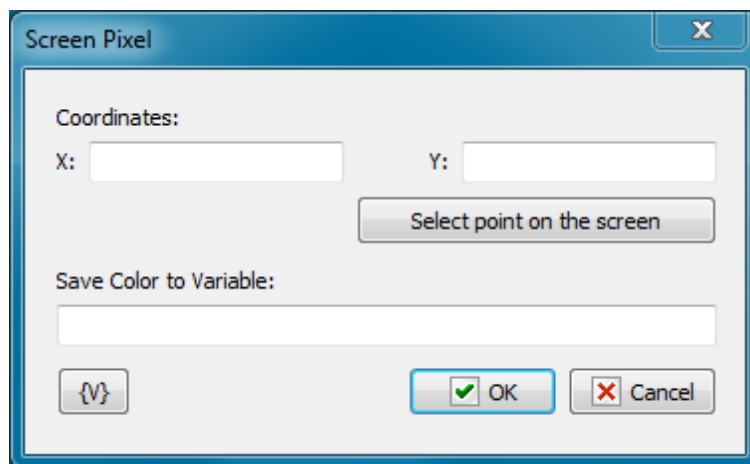 Screen Pixel
Coordinates:
X: Y:
Select point on the screen
Save Color to Variable:
{V} OK Cancel